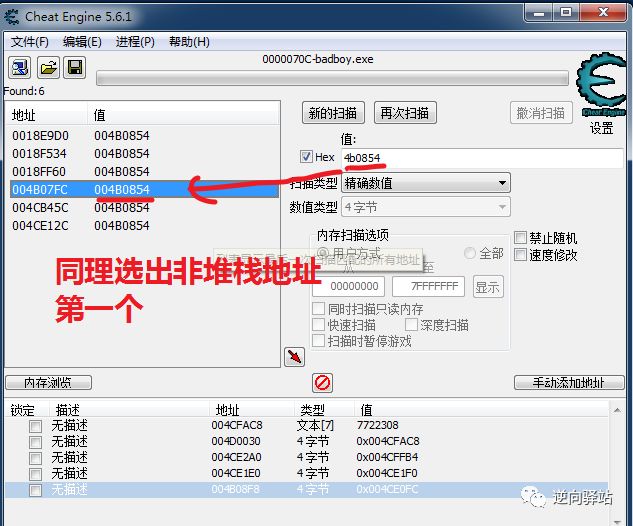 Cheat Engine 5.6.1
文件(F) 编辑(E) 进程(P) 帮助(H)
0000070C-badboy.exe
Found:6
Cheat Engine
设置
地址 值
0018E9D0 004B0854
0018F534 004B0854
0018FF60 004B0854
004B07FC 004B0854
004CB45C 004B0854
004CE12C 004B0854
新的扫描 再次扫描 撤消扫描
值:
Hex 4b0854
扫描类型 精确数值
数值类型 4 字节
内存扫描选项
用户方式 全部
00000000 7FFFFFFF 显示
同时扫描只读内存
快速扫描 深度扫描
扫描时暂停游戏
禁止随机
速度修改
同理选出非堆栈地址
第一个
内存浏览 手动添加地址
锁定 描述 地址 类型 值
无描述 004CFAC8 文本[7] 7722308
无描述 004D0030 4 字节 0x004CFAC8
无描述 004CE2A0 4 字节 0x004CFFB4
无描述 004CE1E0 4 字节 0x004CE1F0
无描述 004B08F8 4 字节 0x004CE0FC
逆向驿站